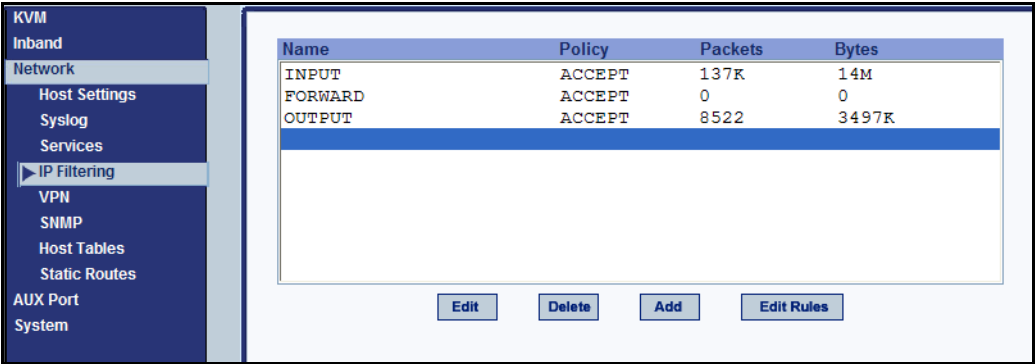 KVM
Inband
Network
Host Settings
Syslog
Services
IP Filtering
VPN
SNMP
Host Tables
Static Routes
AUX Port
System
Name Policy Packets Bytes
INPUT ACCEPT 137K 14M
FORWARD ACCEPT 0 0
OUTPUT ACCEPT 8522 3497K
Edit Delete Add Edit Rules